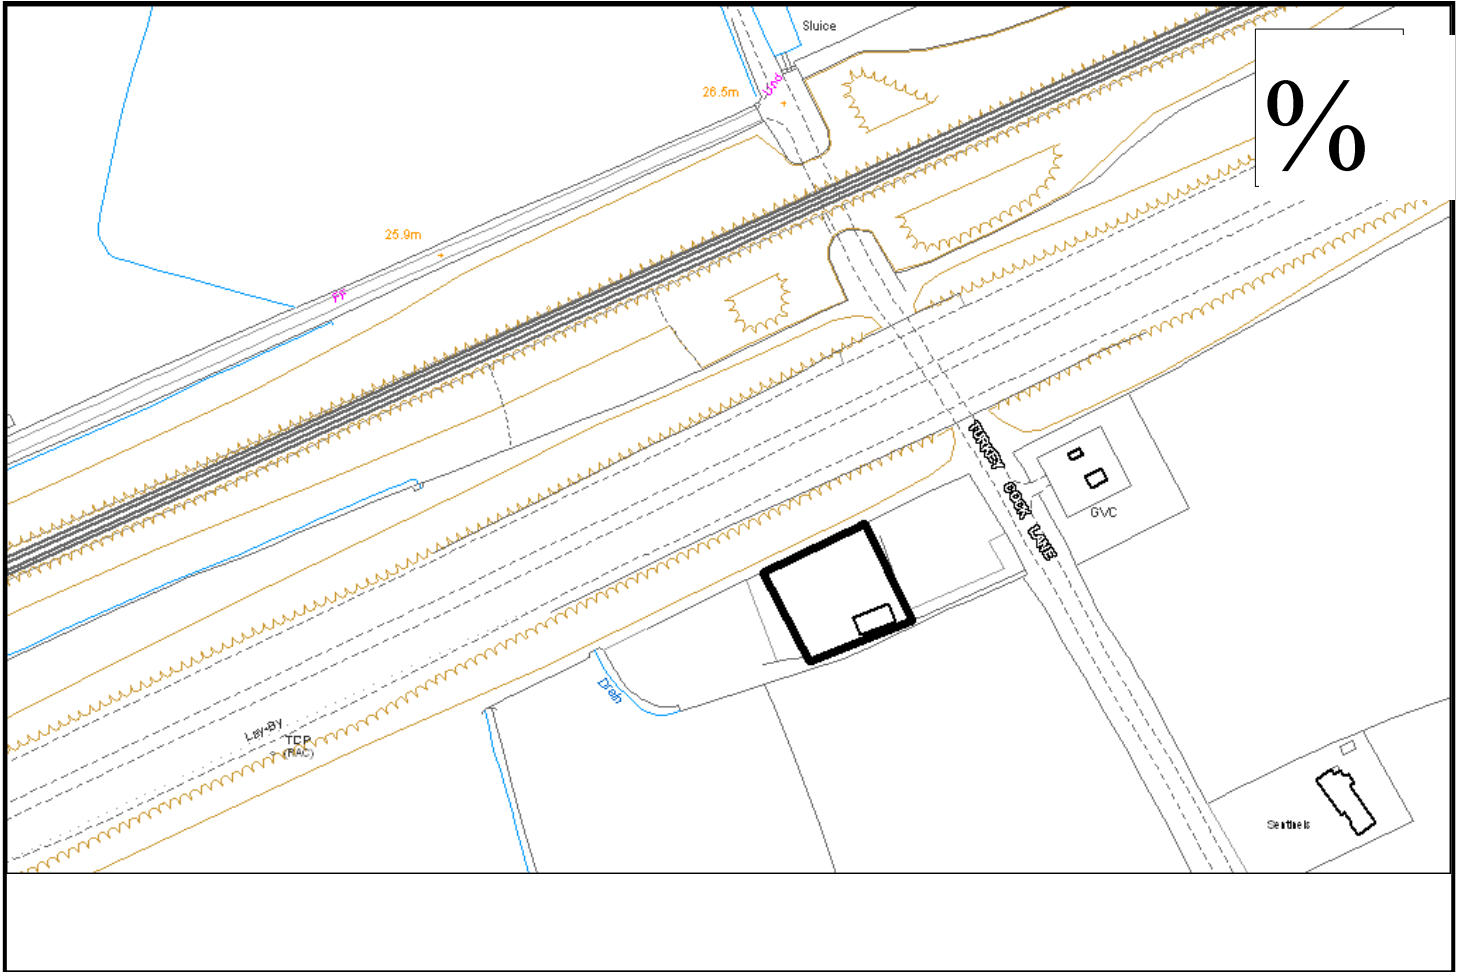 Sluice
Und
26.5m
%
25.9m
FF
TURKEY COCK LANE
GVC
Drain
Lay-By
TCP
(RAC)
Sentinels